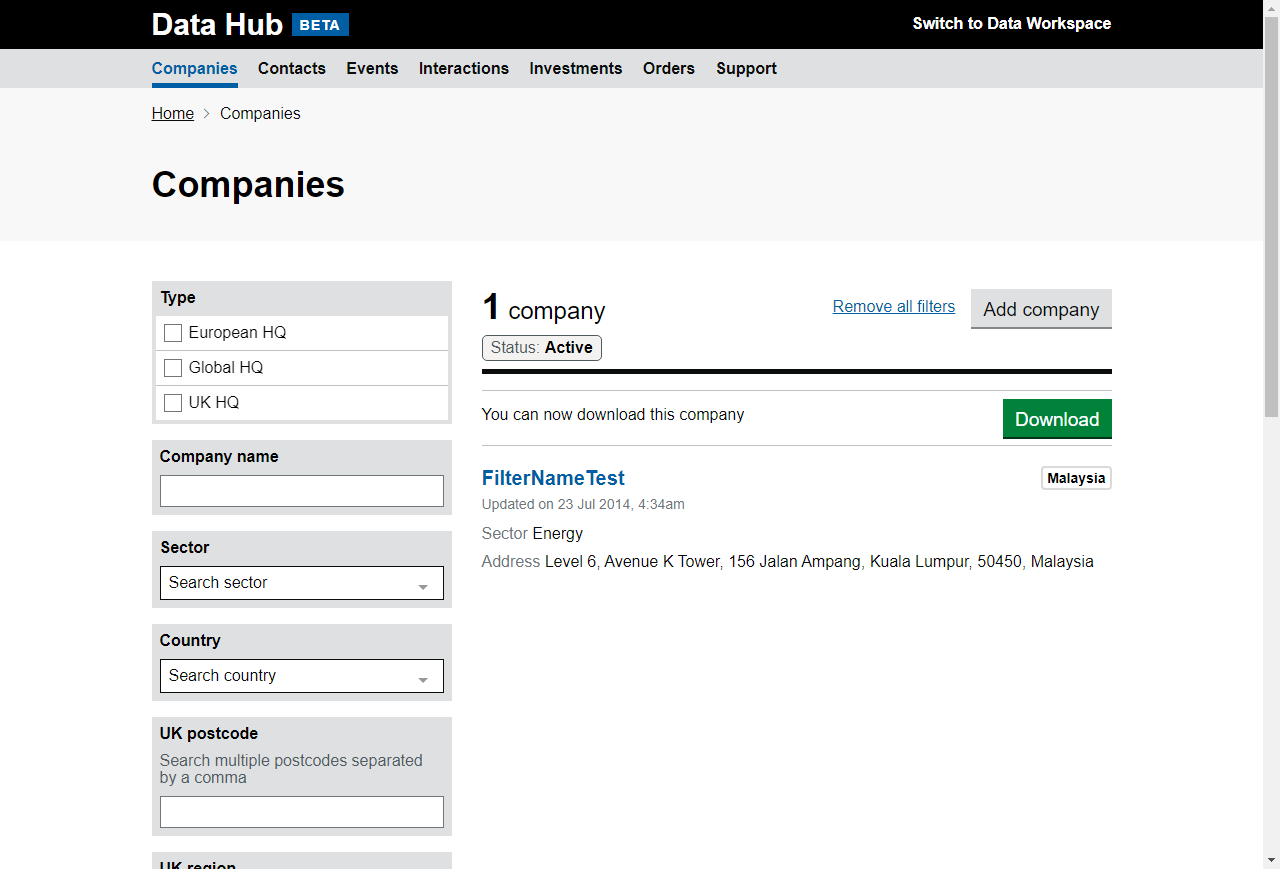 Data Hub BETA
Switch to Data Workspace
Companies Contacts Events Interactions Investments Orders Support
Home Companies
Companies
Type
European HQ
Global HQ
UK HQ
Company name
Sector
Search sector
Country
Search country
UK postcode
Search multiple postcodes separated
by a comma
UK region
1 company
Remove all filters
Add company
Status: Active
You can now download this company
Download
FilterNameTest
Malaysia
Updated on 23 Jul 2014, 4:34am
Sector Energy
Address Level 6, Avenue K Tower, 156 Jalan Ampang, Kuala Lumpur, 50450, Malaysia